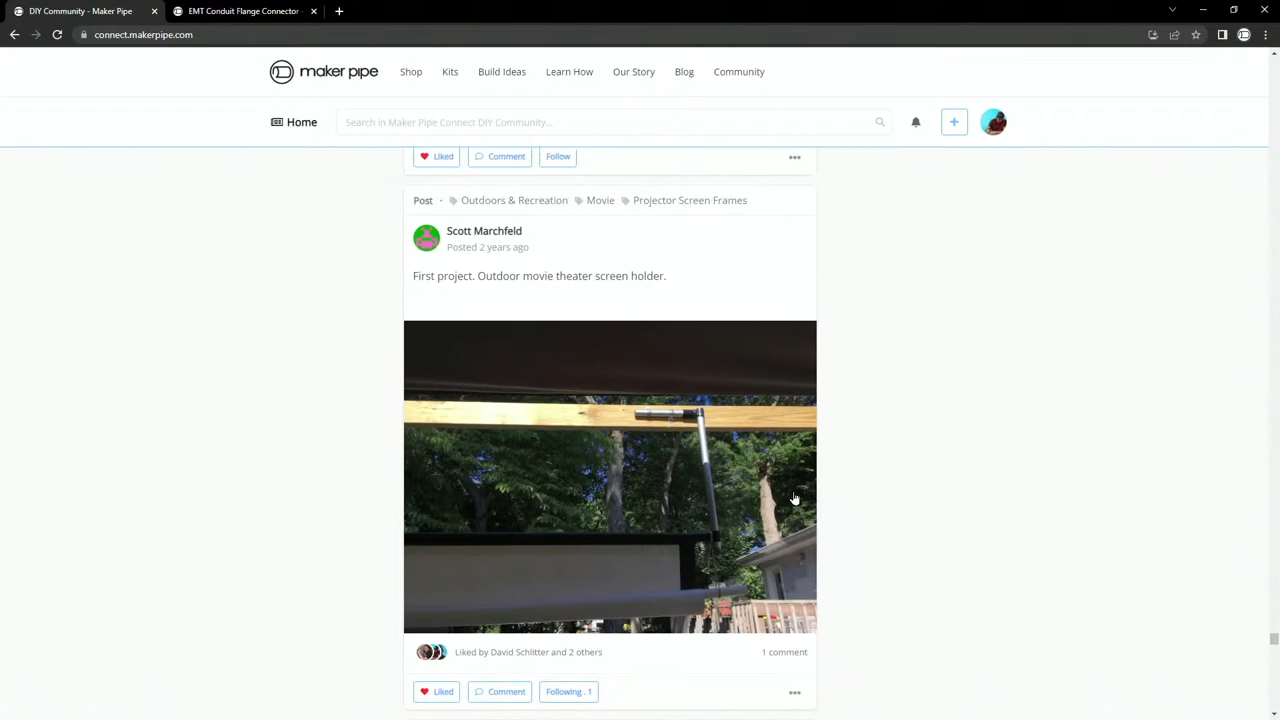 DIY Community - Maker Pipe
EMT Conduit Flange Connector -
connect.makerpipe.com
maker pipe
Shop
Kits
Build Ideas
Learn How
Our Story
Blog
Community
Home
Search in Maker Pipe Connect DIY Community...
Liked
Comment
Follow
Post · Outdoors & Recreation Movie Projector Screen Frames
Scott Marchfeld
Posted 2 years ago
First project. Outdoor movie theater screen holder.
Liked by David Schlitter and 2 others
1 comment
Liked
Comment
Following . 1